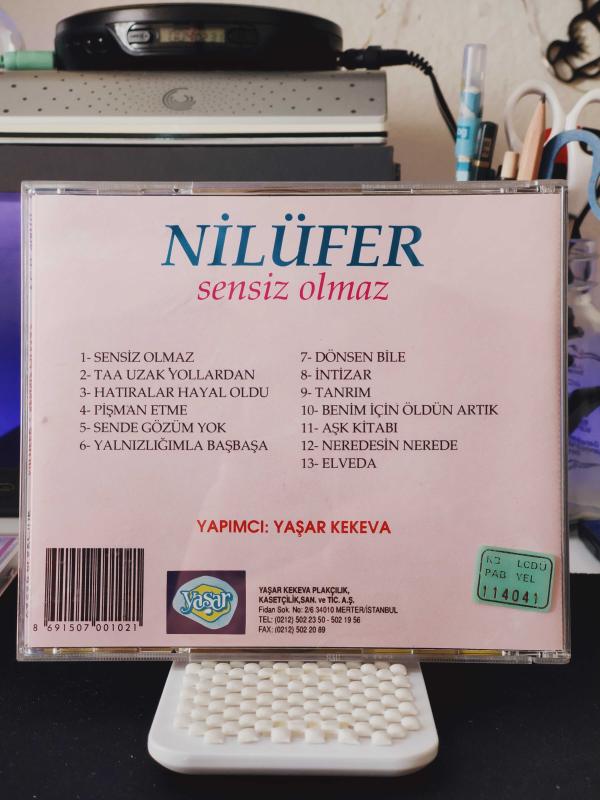 NİLÜFER
sensiz olmaz
1- SENSİZ OLMAZ
2- TAA UZAK YOLLARDAN
3- HATIRALAR HAYAL OLDU
4- PİŞMAN ETME
5- SENDE GÖZÜM YOK
6- YALNIZLIĞIMLA BAŞBAŞA
7- DÖNSEN BİLE
8- İNTİZAR
9- TANRIM
10- BENİM İÇİN ÖLDÜN ARTIK
11- AŞK KİTABI
12- NEREDESİN NEREDE
13- ELVEDA
YAPIMCI: YAŞAR KEKEVA
8 691507 001021
yaşar
YAŞAR KEKEVA PLAKÇILIK,
KASETÇİLİK,SAN. ve TİC. A.Ş.
Fidan Sok. No: 2/6 34010 MERTER/İSTANBUL
TEL: (0212) 502 23 50 - 502 19 56
FAX: (0212) 502 20 89
PAB YEL
114041